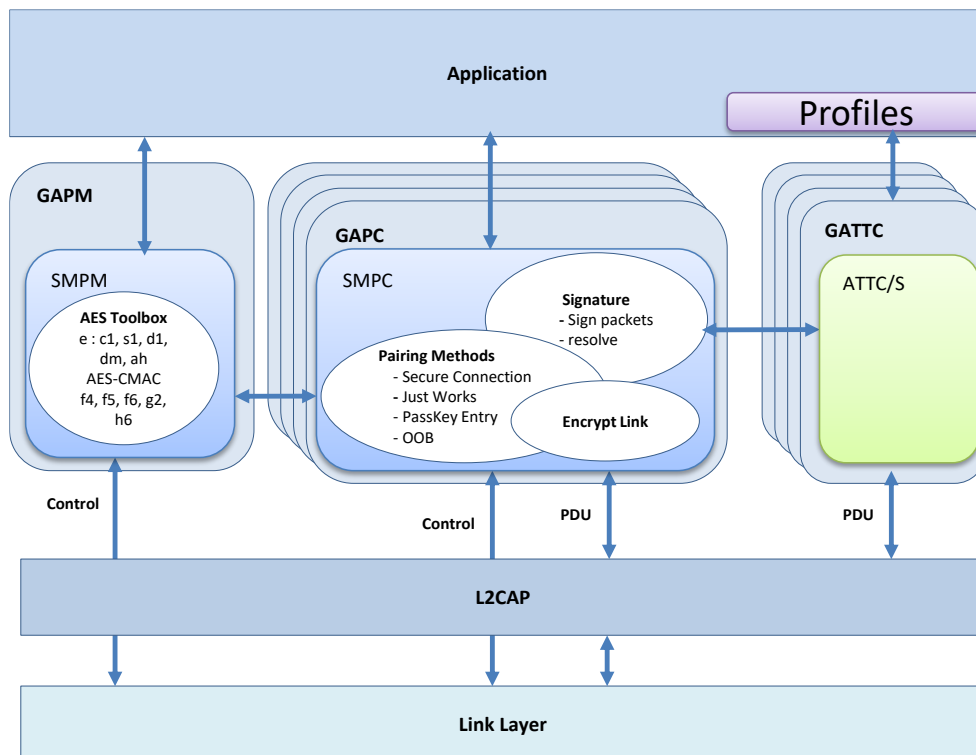 Application
Profiles
GAPM
SMPM
AES Toolbox
e : c1, s1, d1,
dm, ah
AES-CMAC
f4, f5, f6, g2,
h6
GAPC
SMPC
Signature
- Sign packets
- resolve
Pairing Methods
- Secure Connection
- Just Works
- PassKey Entry
- OOB
Encrypt Link
GATTC
ATTC/S
Control
Control
PDU
PDU
L2CAP
Link Layer